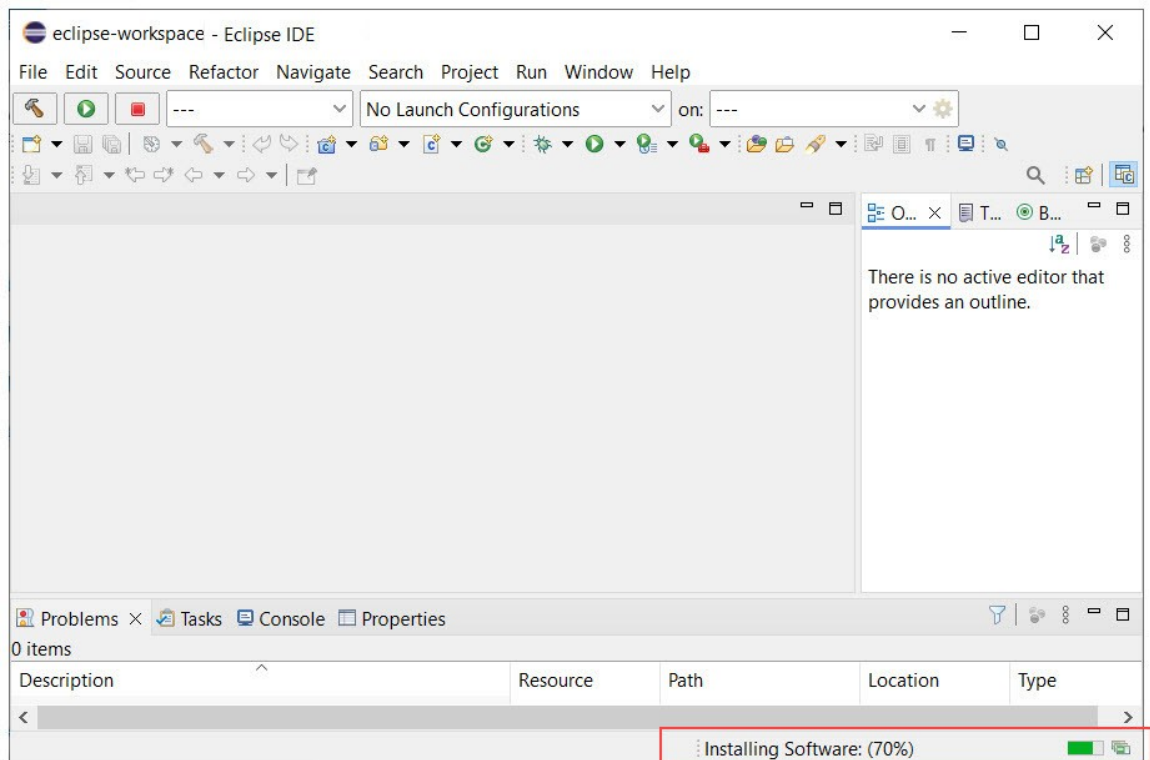 eclipse-workspace - Eclipse IDE
File Edit Source Refactor Navigate Search Project Run Window Help
--- No Launch Configurations on: ---
O... T... B...
There is no active editor that
provides an outline.
Problems Tasks Console Properties
0 items
Description Resource Path Location Type
Installing Software: (70%)